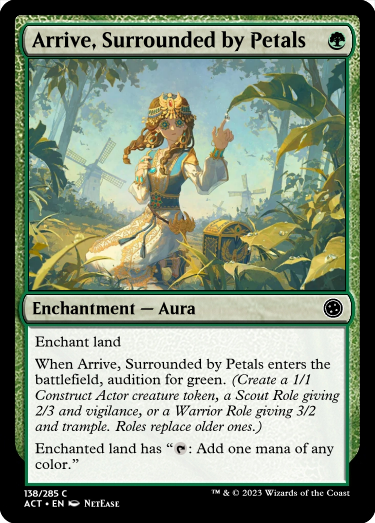 Arrive, Surrounded by Petals
Enchantment — Aura
Enchant land
When Arrive, Surrounded by Petals enters the
battlefield, audition for green. (Create a 1/1
Construct Actor creature token, a Scout Role giving
2/3 and vigilance, or a Warrior Role giving 3/2
and trample. Roles replace older ones.)
Enchanted land has “: Add one mana of any
color.”
138/285 C
ACT • EN NetEase
™ & © 2023 Wizards of the Coast